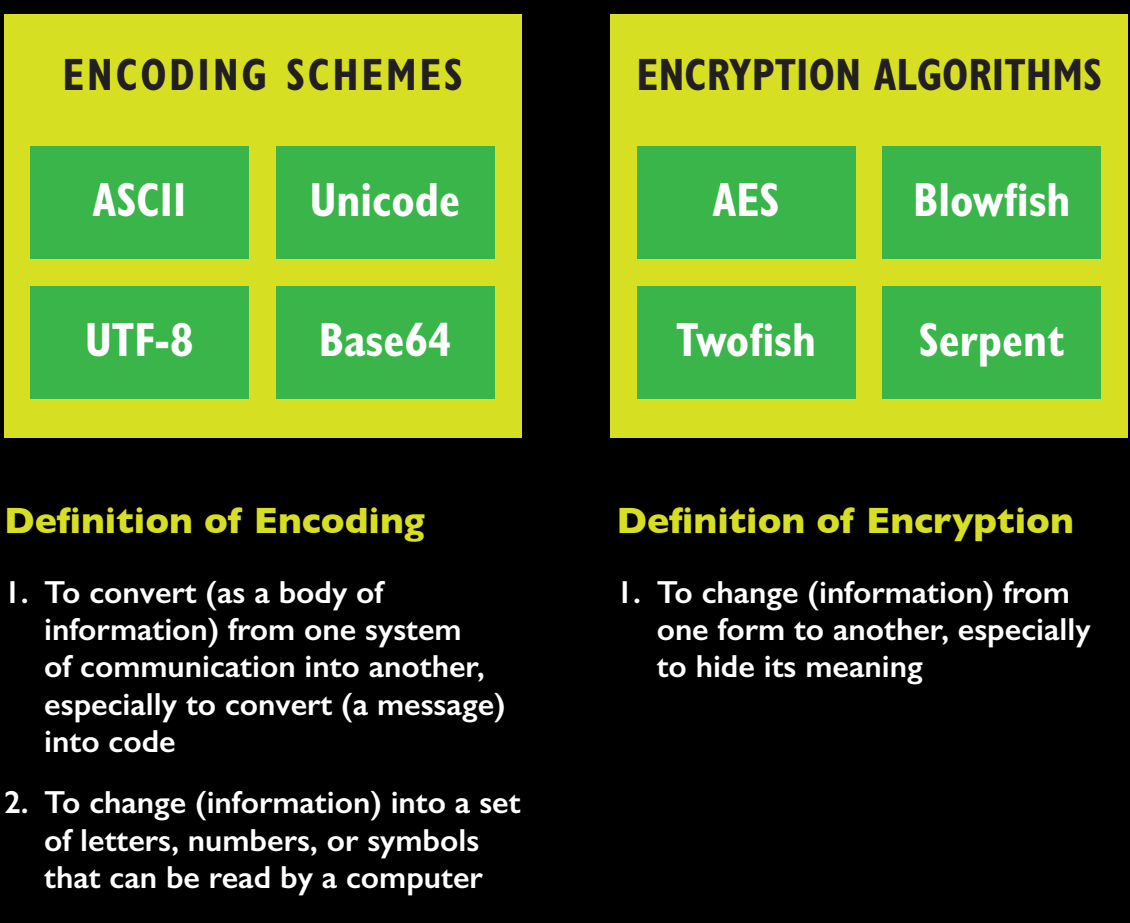 ENCODING SCHEMES
ASCII
Unicode
UTF-8
Base64
Definition of Encoding
1. To convert (as a body of
information) from one system
of communication into another,
especially to convert (a message)
into code
2. To change (information) into a set
of letters, numbers, or symbols
that can be read by a computer
ENCRYPTION ALGORITHMS
AES
Blowfish
Twofish
Serpent
Definition of Encryption
1. To change (information) from
one form to another, especially
to hide its meaning